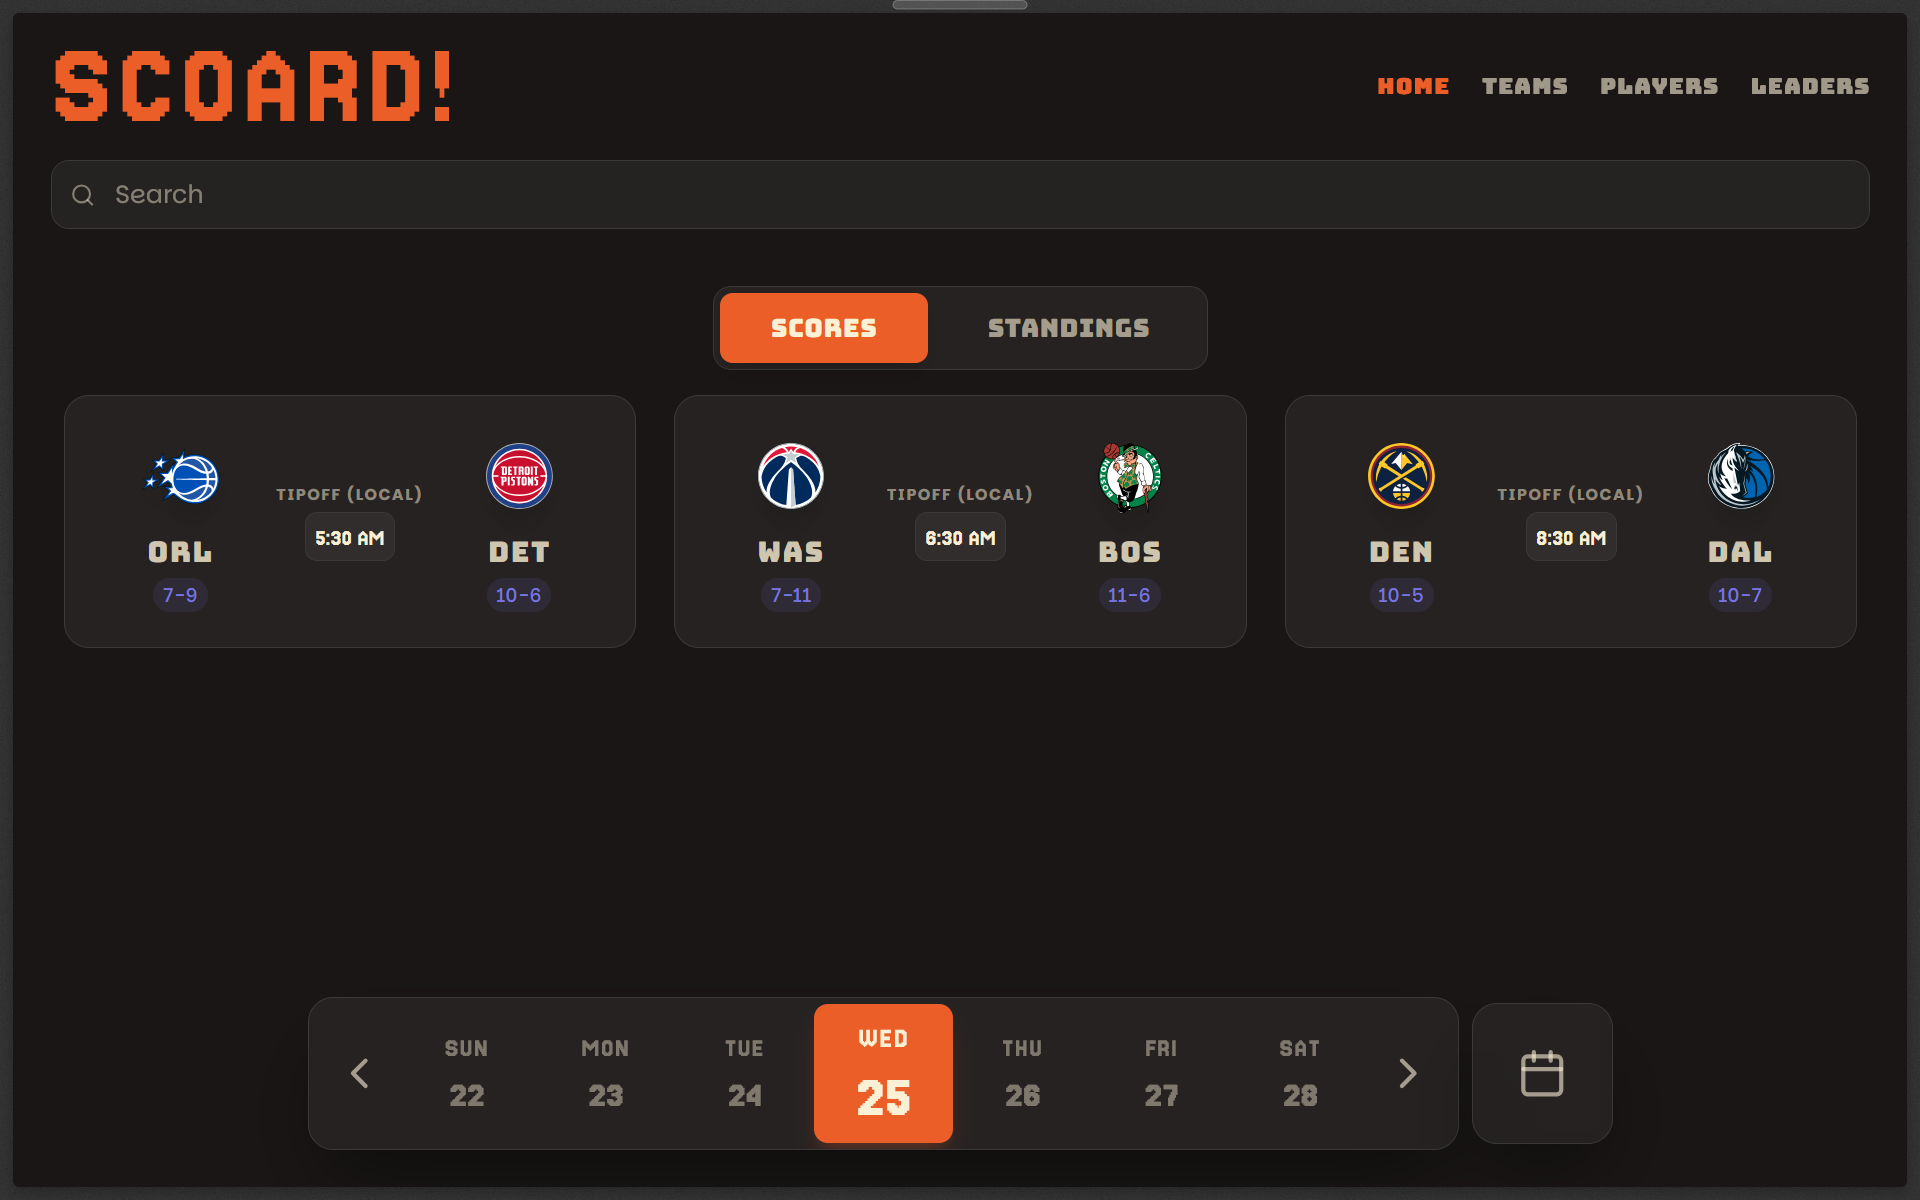 SCOARD!
HOME TEAMS PLAYERS LEADERS
Search
SCORES STANDINGS
DETROIT
PISTONS
BOSTON CELTICS
TIPOFF (LOCAL) TIPOFF (LOCAL) TIPOFF (LOCAL)
5:30 AM 6:30 AM 8:30 AM
ORL DET WAS BOS DEN DAL
7-9 10-6 7-11 11-6 10-5 10-7
SUN MON TUE WED THU FRI SAT
22 23 24 25 26 27 28